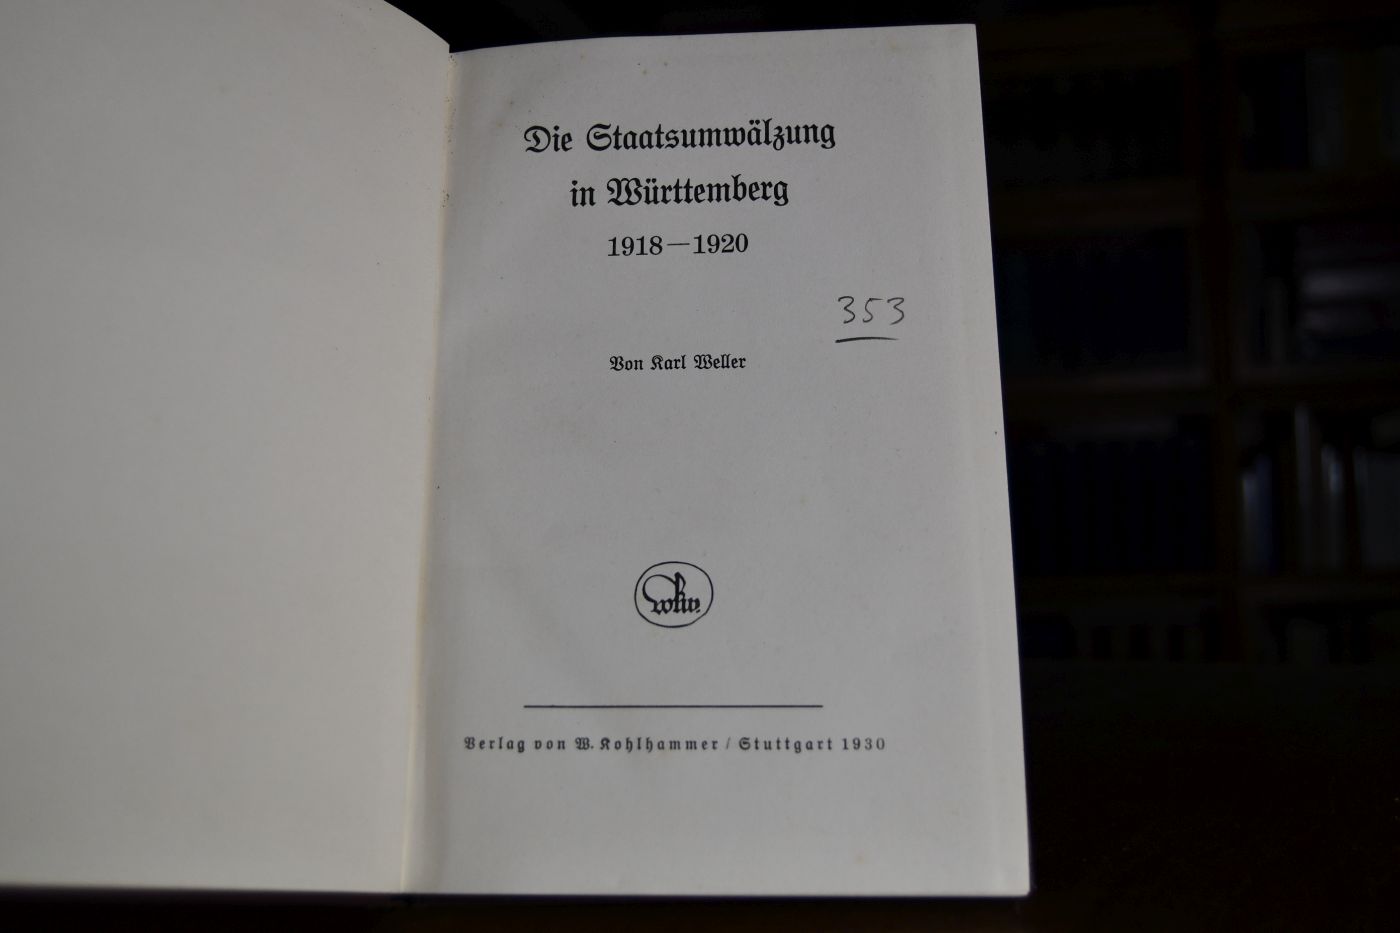 Die Staatsumwälzung
in Württemberg
1918—1920
353
Von Karl Weller
Verlag von W. Kohlhammer / Stuttgart 1930